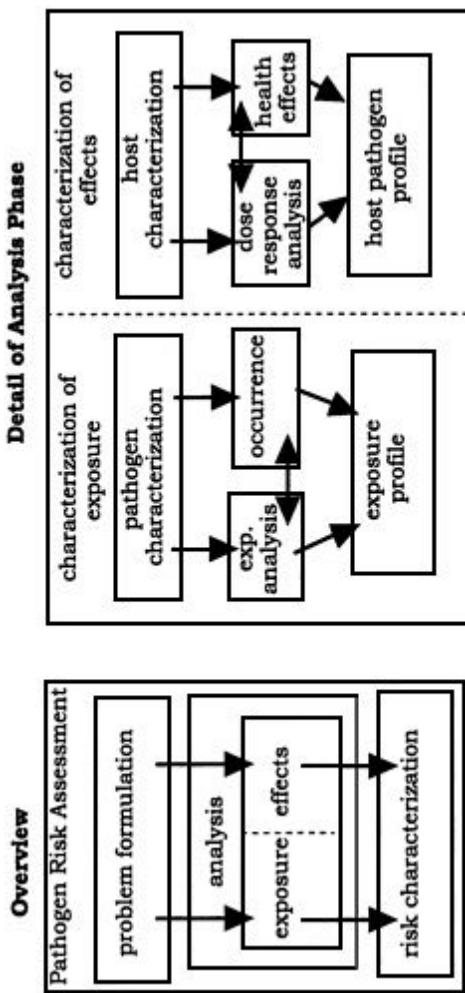 Overview
Pathogen Risk Assessment
problem formulation
analysis
exposure
effects
risk characterization
Detail of Analysis Phase
characterization of
exposure
pathogen
characterization
exp.
analysis
occurrence
exposure
profile
characterization of
effects
host
characterization
dose
response
analysis
health
effects
host pathogen
profile